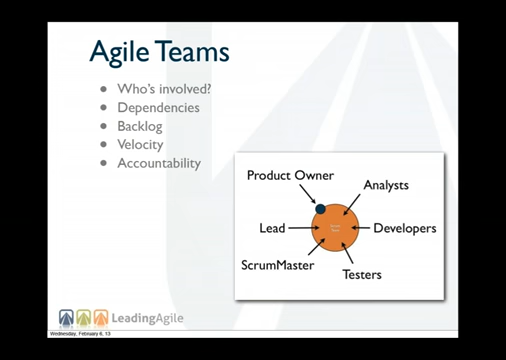 Agile Teams
Who's involved?
Dependencies
Backlog
Velocity
Accountability
Product Owner
Analysts
Lead
Developers
ScrumMaster
Testers
LeadingAgile
Wednesday, February 6, 13